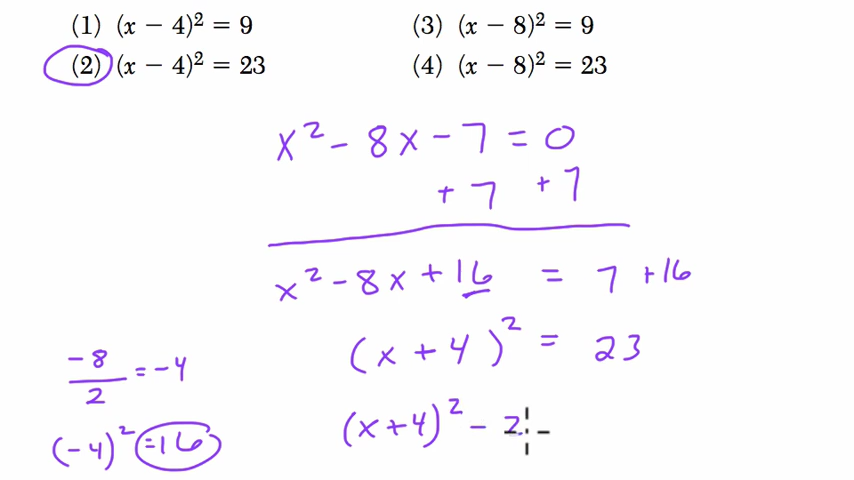 (1) (x − 4)² = 9
(3) (x − 8)² = 9
(2) (x − 4)² = 23
(4) (x − 8)² = 23
x² - 8x - 7 = 0
+ 7 + 7
x² - 8x + 16 = 7 + 16
(x + 4)² = 23
-8/2 = -4
(x + 4)² - 2
(-4)² = 16